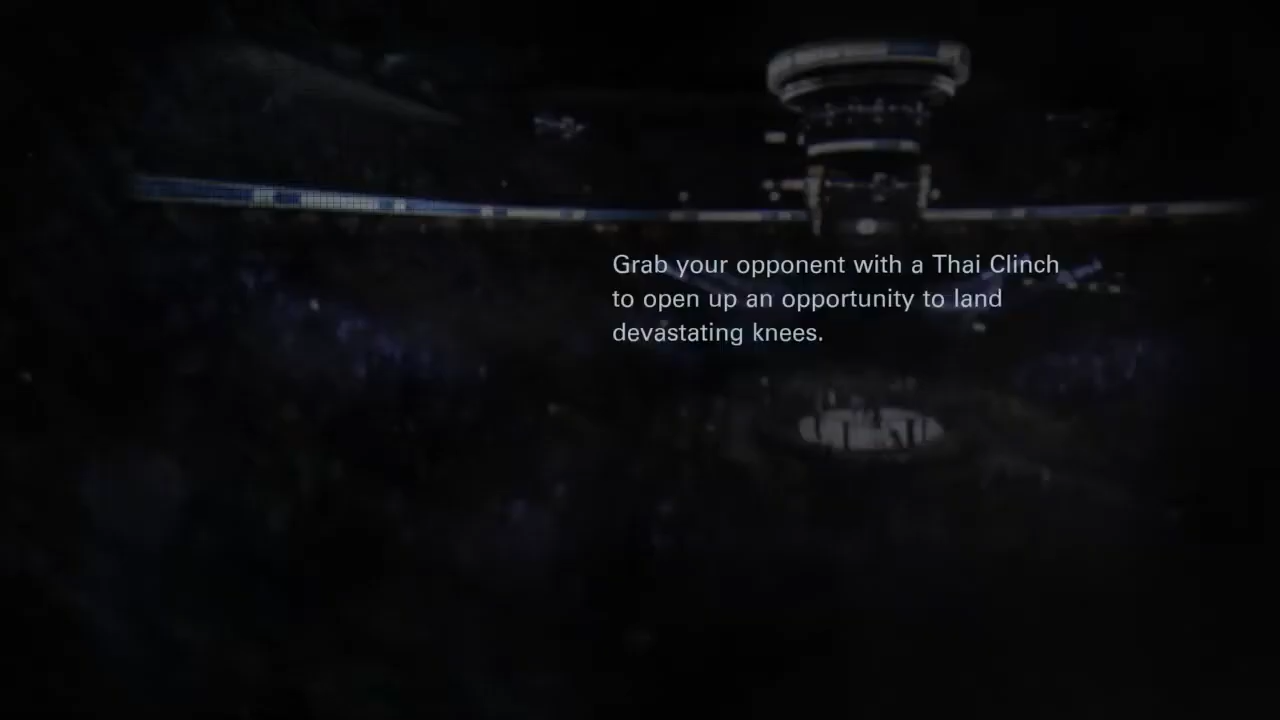 Grab your opponent with a Thai Clinch
to open up an opportunity to land
devastating knees.